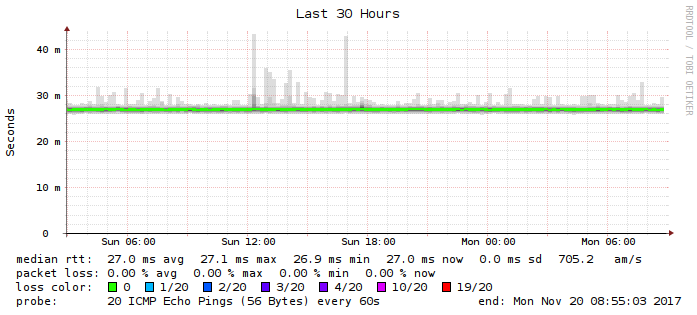 Last 30 Hours
RRDTOOL / TOBI OETIKER
Seconds
40 m
30 m
20 m
10 m
0
Sun 06:00 Sun 12:00 Sun 18:00 Mon 00:00 Mon 06:00
median rtt: 27.0 ms avg 27.1 ms max 26.9 ms min 27.0 ms now 0.0 ms sd 705.2 am/s
packet loss: 0.00 % avg 0.00 % max 0.00 % min 0.00 % now
loss color: 0 1/20 2/20 3/20 4/20 10/20 19/20
probe: 20 ICMP Echo Pings (56 Bytes) every 60s end: Mon Nov 20 08:55:03 2017